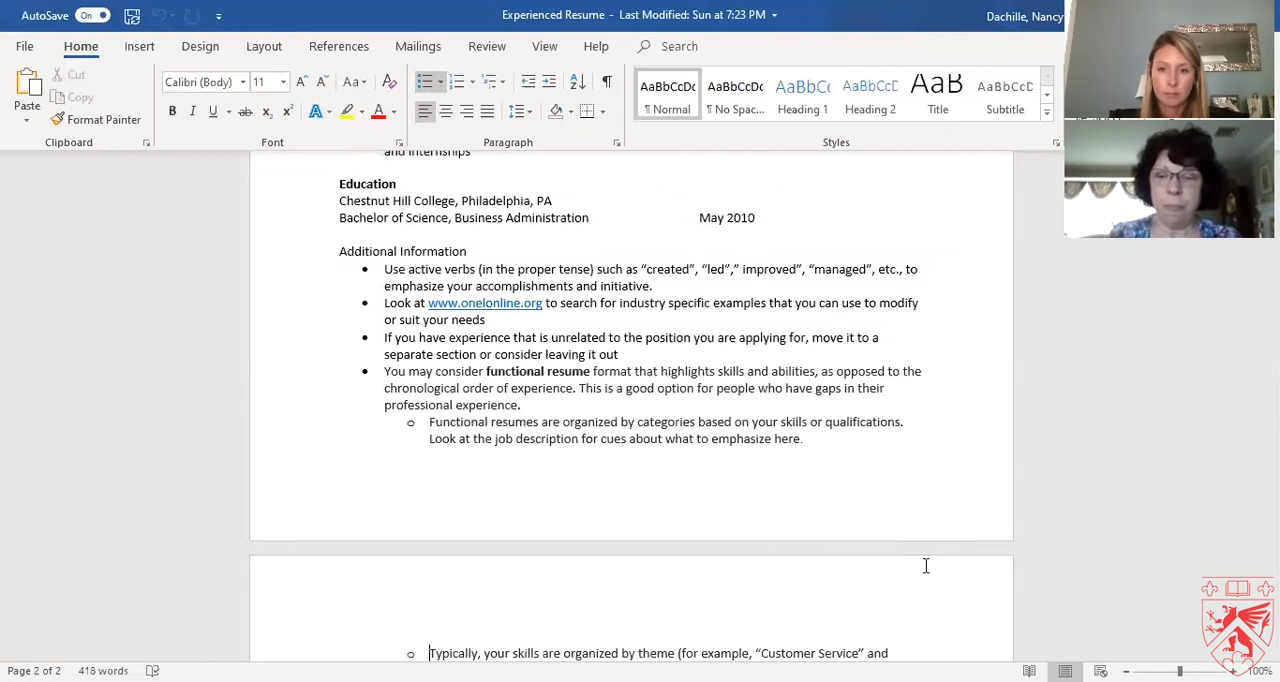 AutoSave On Experienced Resume - Last Modified: Sun at 7:23 PM Dachille, Nancy
File Home Insert Design Layout References Mailings Review View Help Search
Paste Cut Copy Format Painter
Calibri (Body) 11 Aa
B I U ab x₂ x² A A
AaBbCcDc AaBbCcDc AaBbCc AaBbCcD AaB AaBbCcD
¶ Normal ¶ No Spac... Heading 1 Heading 2 Title Subtitle
Clipboard Font Paragraph Styles
and internships
Education
Chestnut Hill College, Philadelphia, PA
Bachelor of Science, Business Administration May 2010
Additional Information
• Use active verbs (in the proper tense) such as “created”, “led”,” improved”, “managed”, etc., to
emphasize your accomplishments and initiative.
• Look at www.onelonline.org to search for industry specific examples that you can use to modify
or suit your needs
• If you have experience that is unrelated to the position you are applying for, move it to a
separate section or consider leaving it out
• You may consider functional resume format that highlights skills and abilities, as opposed to the
chronological order of experience. This is a good option for people who have gaps in their
professional experience.
o Functional resumes are organized by categories based on your skills or qualifications.
Look at the job description for cues about what to emphasize here.
o Typically, your skills are organized by theme (for example, “Customer Service” and
Page 2 of 2 418 words 100%